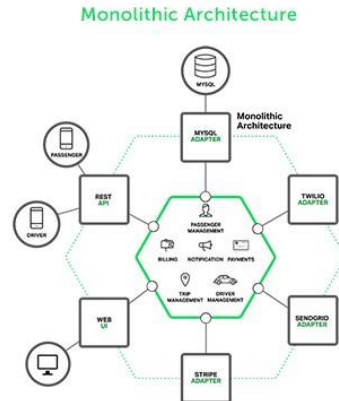 Monolithic Architecture
MYSQL
Monolithic
Architecture
MYSQL
ADAPTER
PASSENGER
REST
API
TWILIO
ADAPTER
PASSENGER
MANAGEMENT
DRIVER
BILLING
NOTIFICATION
PAYMENTS
TRIP
MANAGEMENT
DRIVER
MANAGEMENT
WEB
UI
SENDGRID
ADAPTER
STRIPE
ADAPTER